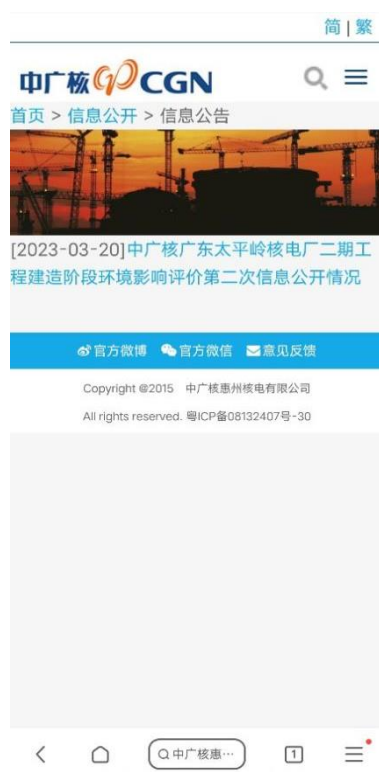 简 | 繁
中广核 CGN
首页 > 信息公开 > 信息公告
[2023-03-20]中广核广东太平岭核电厂二期工
程建造阶段环境影响评价第二次信息公开情况
官方微博 官方微信 意见反馈
Copyright @2015 中广核惠州核电有限公司
All rights reserved. 粤ICP备08132407号-30
中广核惠…
1